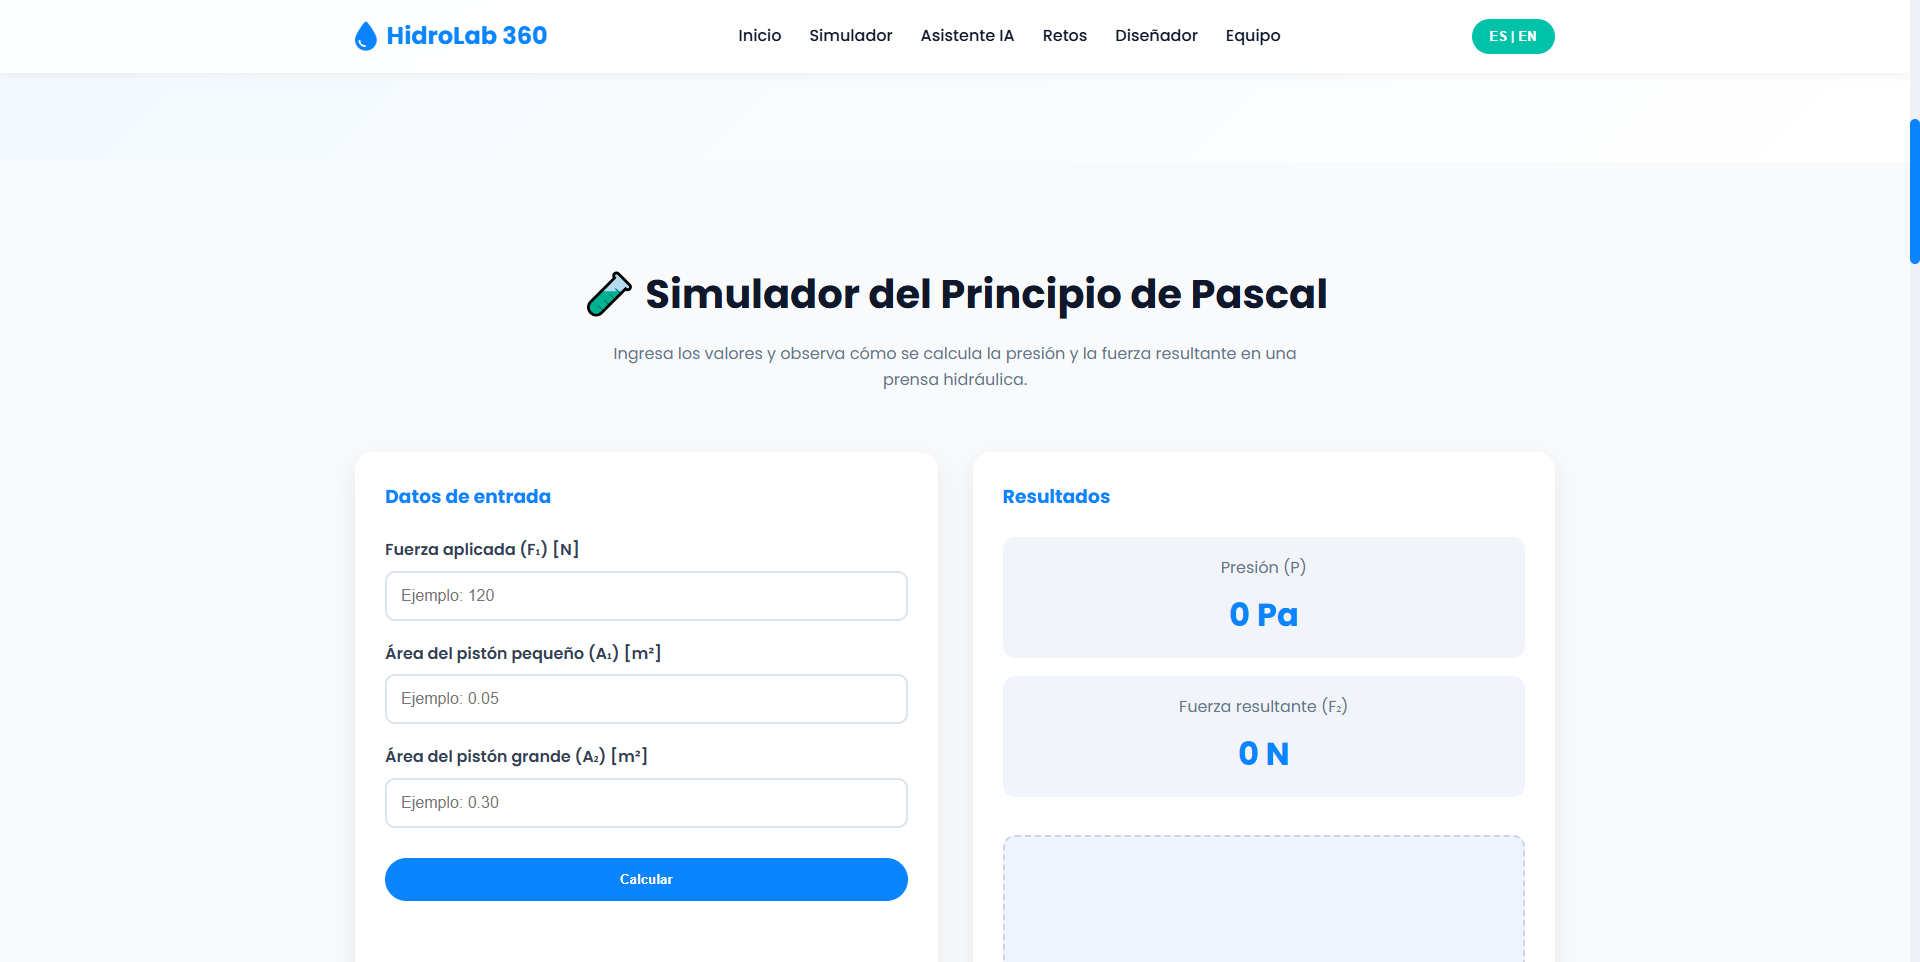 HidroLab 360
Inicio
Simulador
Asistente IA
Retos
Diseñador
Equipo
ES | EN
Simulador del Principio de Pascal
Ingresa los valores y observa cómo se calcula la presión y la fuerza resultante en una
prensa hidráulica.
Datos de entrada
Fuerza aplicada (F₁) [N]
Ejemplo: 120
Área del pistón pequeño (A₁) [m²]
Ejemplo: 0.05
Área del pistón grande (A₂) [m²]
Ejemplo: 0.30
Calcular
Resultados
Presión (P)
0 Pa
Fuerza resultante (F₂)
0 N